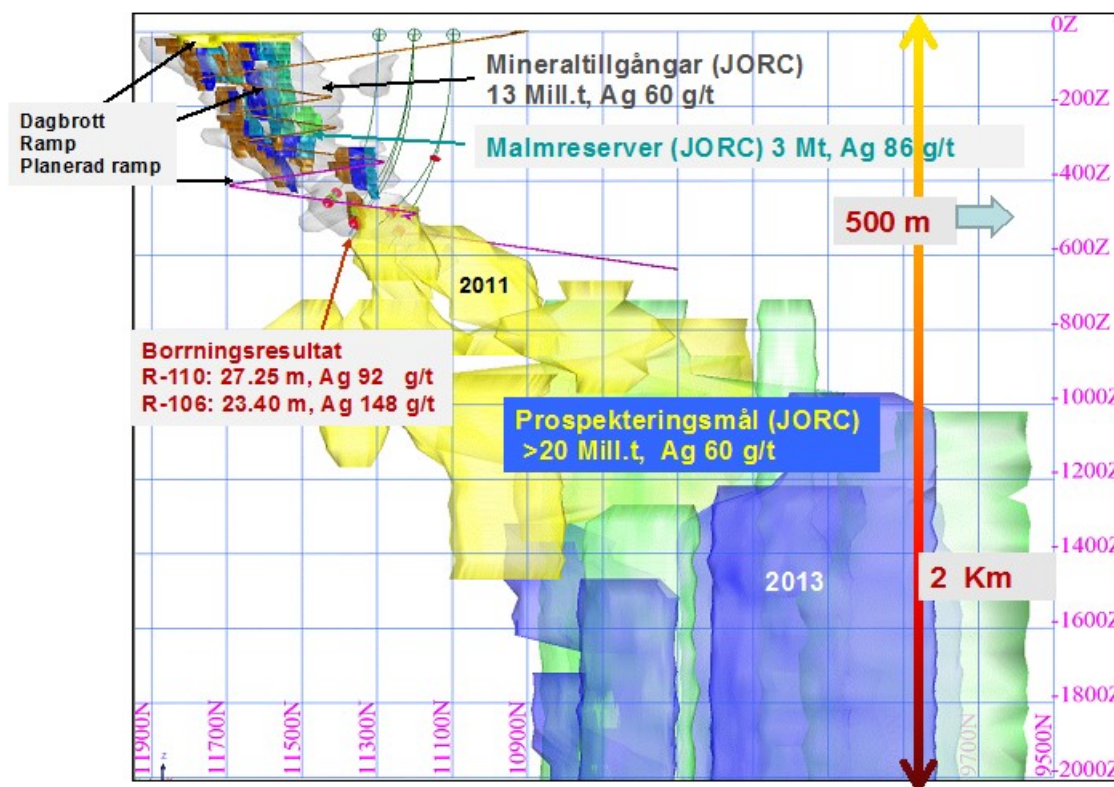 0Z
-200Z
-400Z
-600Z
-800Z
-1000Z
-1200Z
-1400Z
-1600Z
-1800Z
-2000Z
Mineraltillgångar (JORC)
13 Mill.t, Ag 60 g/t
Dagbrott
Ramp
Planerad ramp
Malmreserver (JORC) 3 Mt, Ag 86 g/t
500 m
2011
Borrningsresultat
R-110: 27.25 m, Ag 92 g/t
R-106: 23.40 m, Ag 148 g/t
Prospekteringsmål (JORC)
>20 Mill.t, Ag 60 g/t
2013
2 Km
11900N
11700N
11500N
11300N
11100N
10900N
9700N
9500N
z